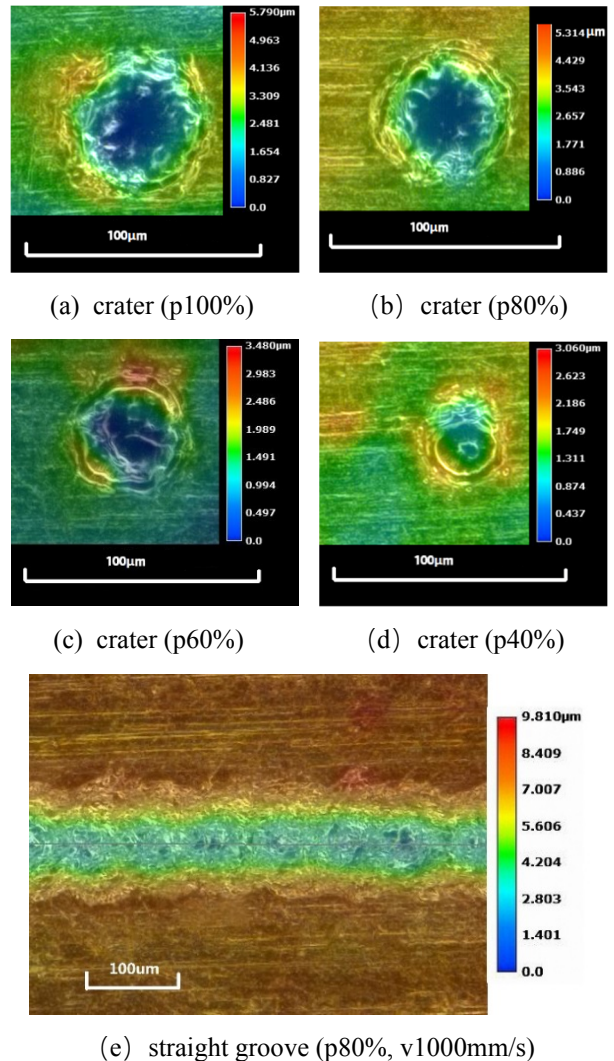 5.790μm
4.963
4.136
3.309
2.481
1.654
0.827
0.0
100μm
(a) crater (p100%)
5.314 μm
4.429
3.543
2.657
1.771
0.886
0.0
100μm
(b) crater (p80%)
3.480μm
2.983
2.486
1.989
1.491
0.994
0.497
0.0
100μm
(c) crater (p60%)
3.060μm
2.623
2.186
1.749
1.311
0.874
0.437
0.0
100μm
(d) crater (p40%)
9.810μm
8.409
7.007
5.606
4.204
2.803
1.401
0.0
100um
(e) straight groove (p80%, v1000mm/s)